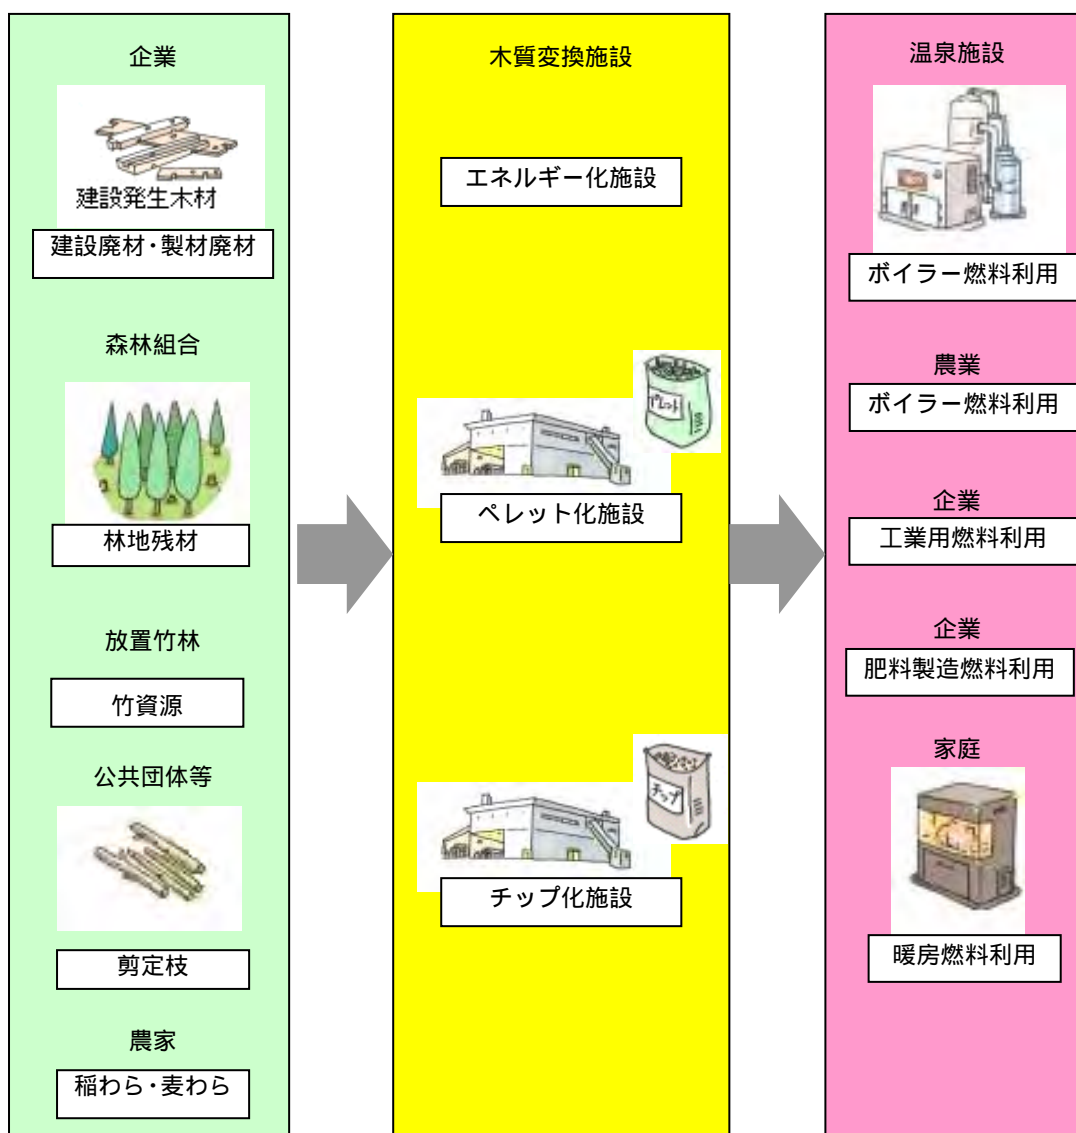 企業
建設発生木材
建設廃材・製材廃材
森林組合
林地残材
放置竹林
竹資源
公共団体等
剪定枝
農家
稲わら・麦わら
木質変換施設
エネルギー化施設
ペレット
ペレット化施設
チップ
チップ化施設
温泉施設
ボイラー燃料利用
農業
ボイラー燃料利用
企業
工業用燃料利用
企業
肥料製造燃料利用
家庭
暖房燃料利用